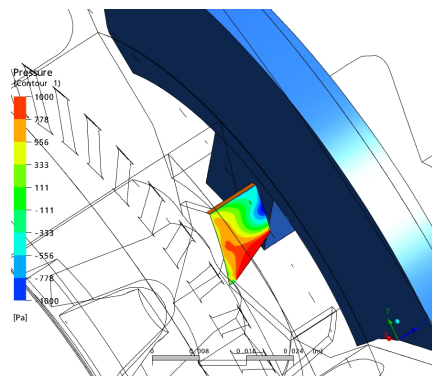 Pressure
(Contour 1)
1000
778
556
333
111
-111
-333
-556
-778
-1000
[Pa]
Y
0 0.008 0.016 0.024 (m)